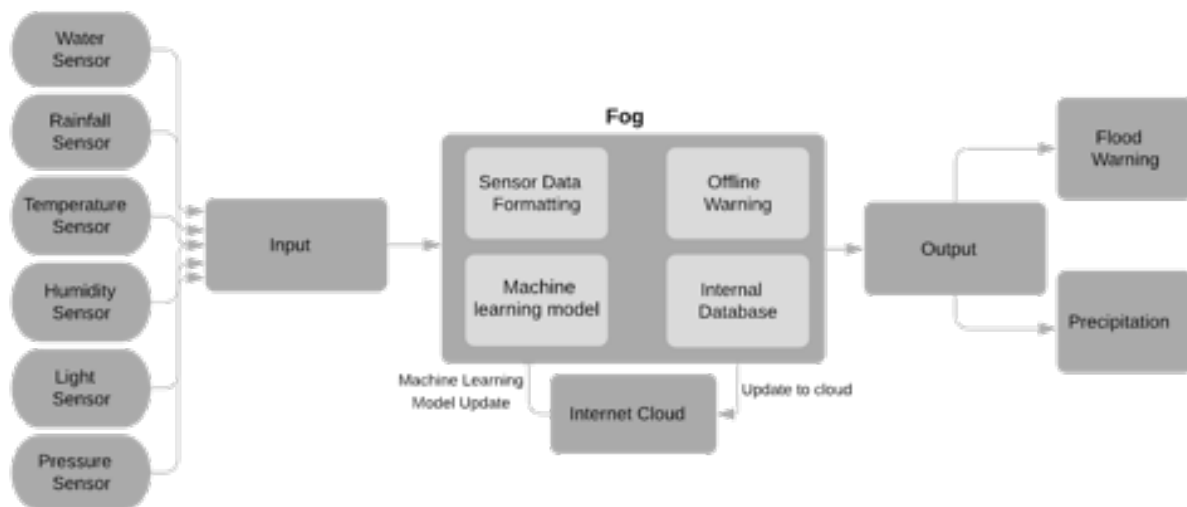 Water
Sensor
Rainfall
Sensor
Temperature
Sensor
Humidity
Sensor
Light
Sensor
Pressure
Sensor
Input
Fog
Sensor Data
Formatting
Offline
Warning
Machine
learning model
Internal
Database
Machine Learning
Model Update
Internet Cloud
Update to cloud
Output
Flood
Warning
Precipitation